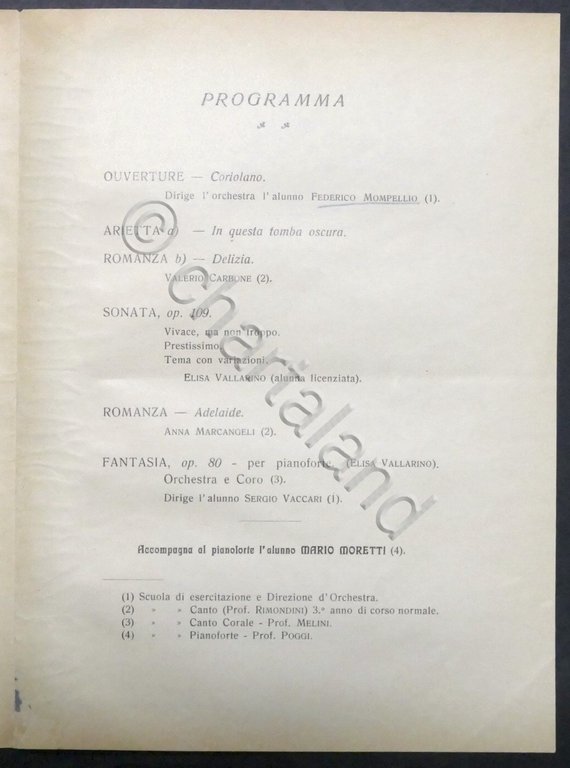 PROGRAMMA
OUVERTURE — Coriolano.
Dirige l'orchestra l'alunno FEDERICO MOMPELLIO (1).
ARIETTA a) — In questa tomba oscura.
ROMANZA b) — Delizia.
VALERIO CARBONE (2).
SONATA, op. 109.
Vivace, ma non troppo.
Prestissimo.
Tema con variazioni.
ELISA VALLARINO (alunna licenziata).
ROMANZA — Adelaide.
ANNA MARCANGELI (2).
FANTASIA, op. 80 - per pianoforte, (ELISA VALLARINO).
Orchestra e Coro (3).
Dirige l'alunno SERGIO VACCARI (1).
Accompagna al pianoforte l'alunno MARIO MORETTI (4).
(1) Scuola di esercitazione e Direzione d'Orchestra.
(2) » » Canto (Prof. RIMONDINI) 3.º anno di corso normale.
(3) » » Canto Corale - Prof. MELINI.
(4) » » Pianoforte - Prof. POGGI.
© chartaland